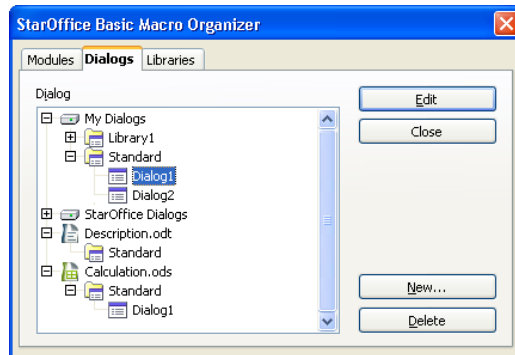 StarOffice Basic Macro Organizer
Modules Dialogs Libraries
Dialog
My Dialogs
Library1
Standard
Dialog1
Dialog2
StarOffice Dialogs
Description.odt
Standard
Calculation.ods
Standard
Dialog1
Edit
Close
New...
Delete